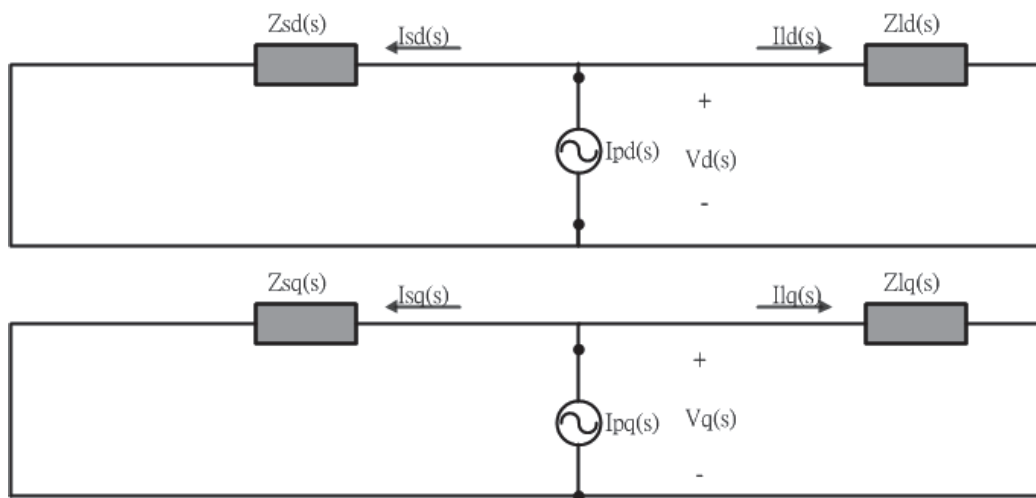 Zsd(s)
Isd(s)
Ild(s)
Zld(s)
+
Ipd(s)
Vd(s)
-
Zsq(s)
Isq(s)
Ilq(s)
Zlq(s)
+
Ipq(s)
Vq(s)
-